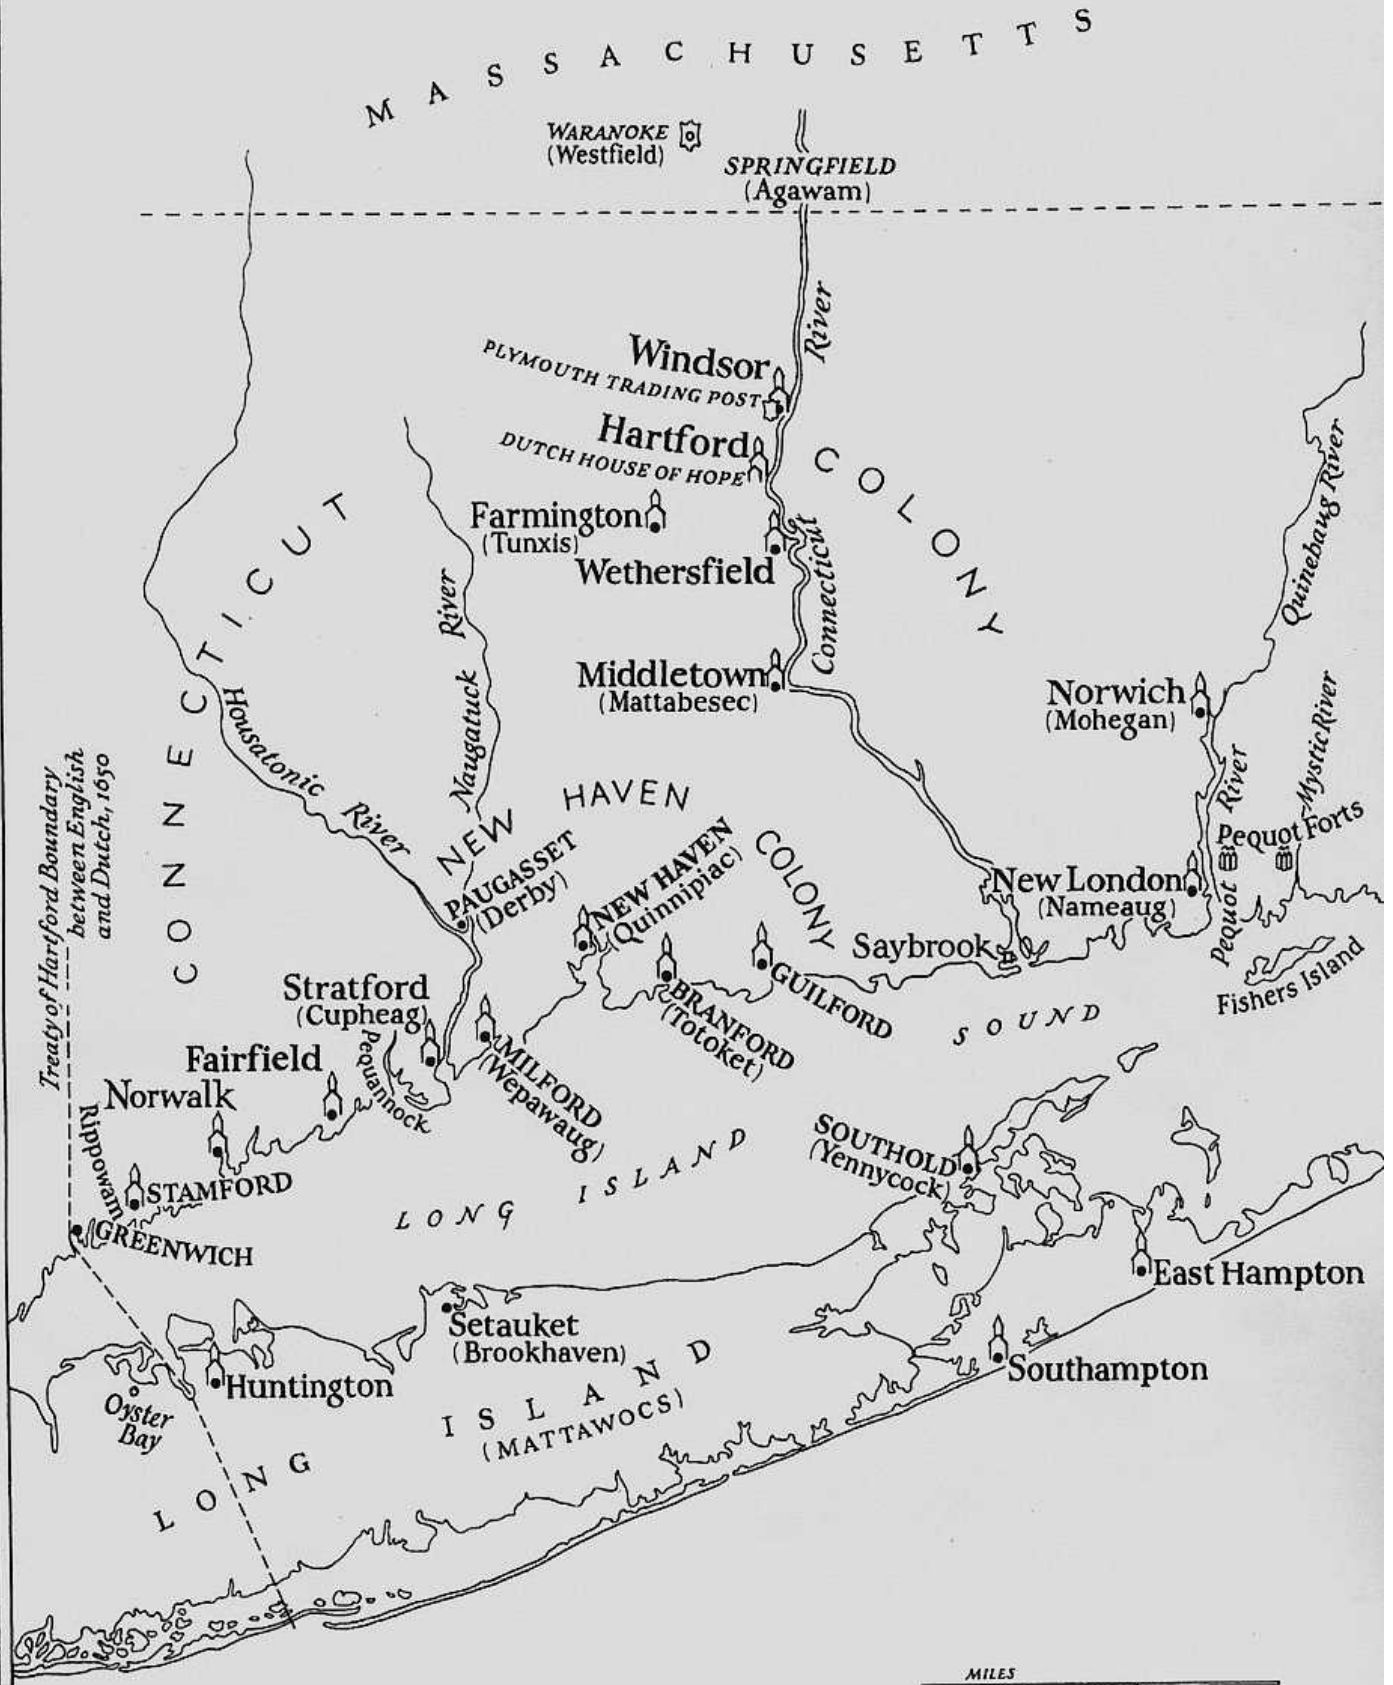 MASSACHUSETTS
WARANOKE
(Westfield)
SPRINGFIELD
(Agawam)
River
Windsor
PLYMOUTH TRADING POST
Hartford
DUTCH HOUSE OF HOPE
COLONY
Farmington
(Tunxis)
Wethersfield
Connecticut
Quinebaug River
CONNECTICUT
Naugatuck River
Housatonic River
Middletown
(Mattabesec)
Norwich
(Mohegan)
Mystic River
Treaty of Hartford Boundary
between English
and Dutch, 1650
NEW HAVEN COLONY
PAUGASSET
(Derby)
NEW HAVEN
(Quinnipiac)
New London
(Nameaug)
Pequot River
Pequot Forts
Saybrook
GUILFORD
BRANFORD
(Totoket)
Fishers Island
Stratford
(Cupheag)
Pequannock
MILFORD
(Wepawaug)
Fairfield
Norwalk
Rippowam
STAMFORD
GREENWICH
LONG ISLAND SOUND
SOUTHOLD
(Yennycock)
East Hampton
Southampton
Setauket
(Brookhaven)
Huntington
Oyster
Bay
LONG ISLAND
(MATTAWOCS)
MILES